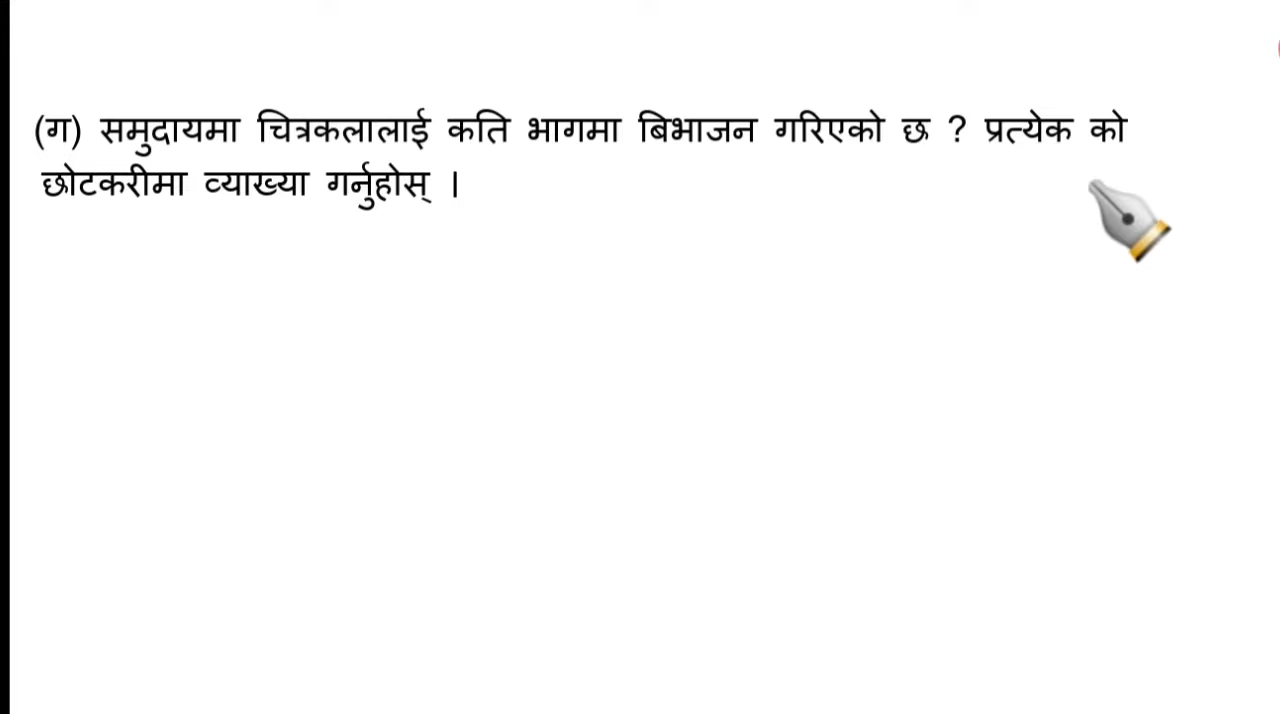 (ग) समुदायमा चित्रकलालाई कति भागमा बिभाजन गरिएको छ ? प्रत्येक को
छोटकरीमा व्याख्या गर्नुहोस् ।